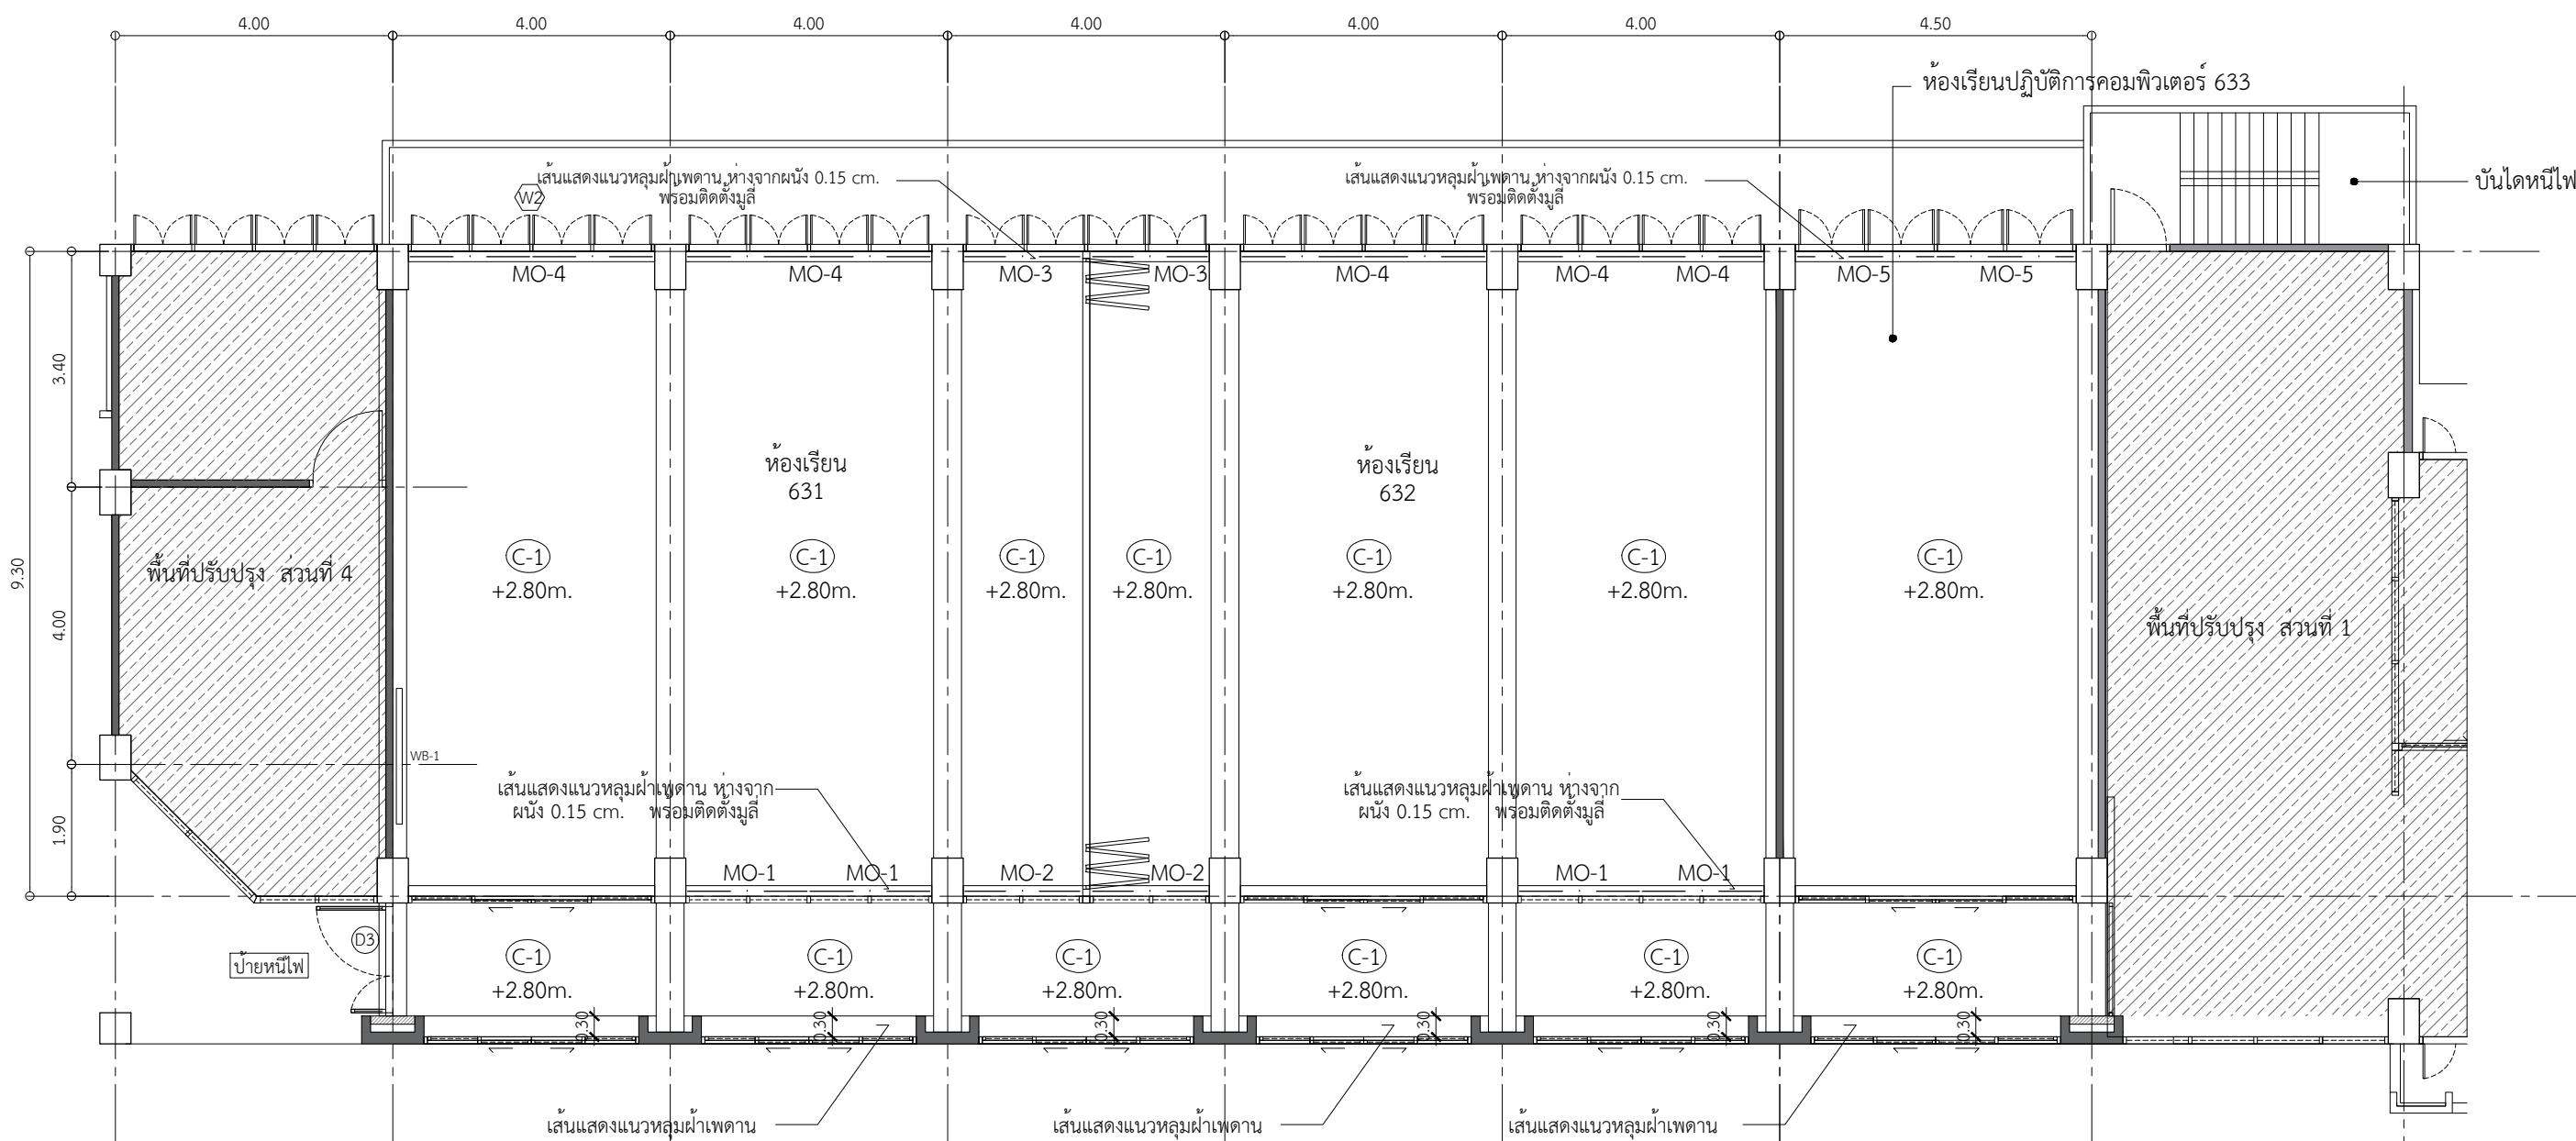 4.00
4.00
4.00
4.00
4.00
4.00
4.50
ห้องเรียนปฏิบัติการคอมพิวเตอร์ 633
บันไดหนีไฟ
เส้นแสดงแนวหลุมฝ้าเพดาน ห่างจากผนัง 0.15 cm.
พร้อมติดตั้งมูลี่
เส้นแสดงแนวหลุมฝ้าเพดาน ห่างจากผนัง 0.15 cm.
พร้อมติดตั้งมูลี่
W2
MO-4
MO-4
MO-3
MO-3
MO-4
MO-4
MO-4
MO-5
MO-5
3.40
9.30
4.00
1.90
ห้องเรียน
631
ห้องเรียน
632
C-1
+2.80m.
C-1
+2.80m.
C-1
+2.80m.
C-1
+2.80m.
C-1
+2.80m.
C-1
+2.80m.
C-1
+2.80m.
พื้นที่ปรับปรุง ส่วนที่ 4
พื้นที่ปรับปรุง ส่วนที่ 1
WB-1
เส้นแสดงแนวหลุมฝ้าเพดาน ห่างจาก
ผนัง 0.15 cm. พร้อมติดตั้งมูลี่
เส้นแสดงแนวหลุมฝ้าเพดาน ห่างจาก
ผนัง 0.15 cm. พร้อมติดตั้งมูลี่
MO-1
MO-1
MO-2
MO-2
MO-1
MO-1
D3
ป้ายหนีไฟ
C-1
+2.80m.
C-1
+2.80m.
C-1
+2.80m.
C-1
+2.80m.
C-1
+2.80m.
C-1
+2.80m.
0.30
0.30
0.30
0.30
0.30
0.30
เส้นแสดงแนวหลุมฝ้าเพดาน
เส้นแสดงแนวหลุมฝ้าเพดาน
เส้นแสดงแนวหลุมฝ้าเพดาน